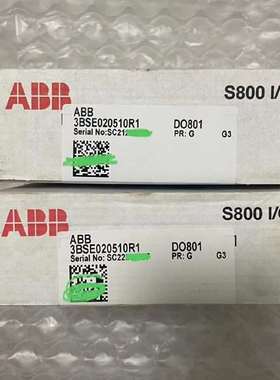 ABB
S800 I/
ABB
3BSE020510R1
DO801
Serial No:SC21
PR: G
G3
ABB
S800 I/
ABB
3BSE020510R1
DO801
Serial No:SC22
PR: G
G3